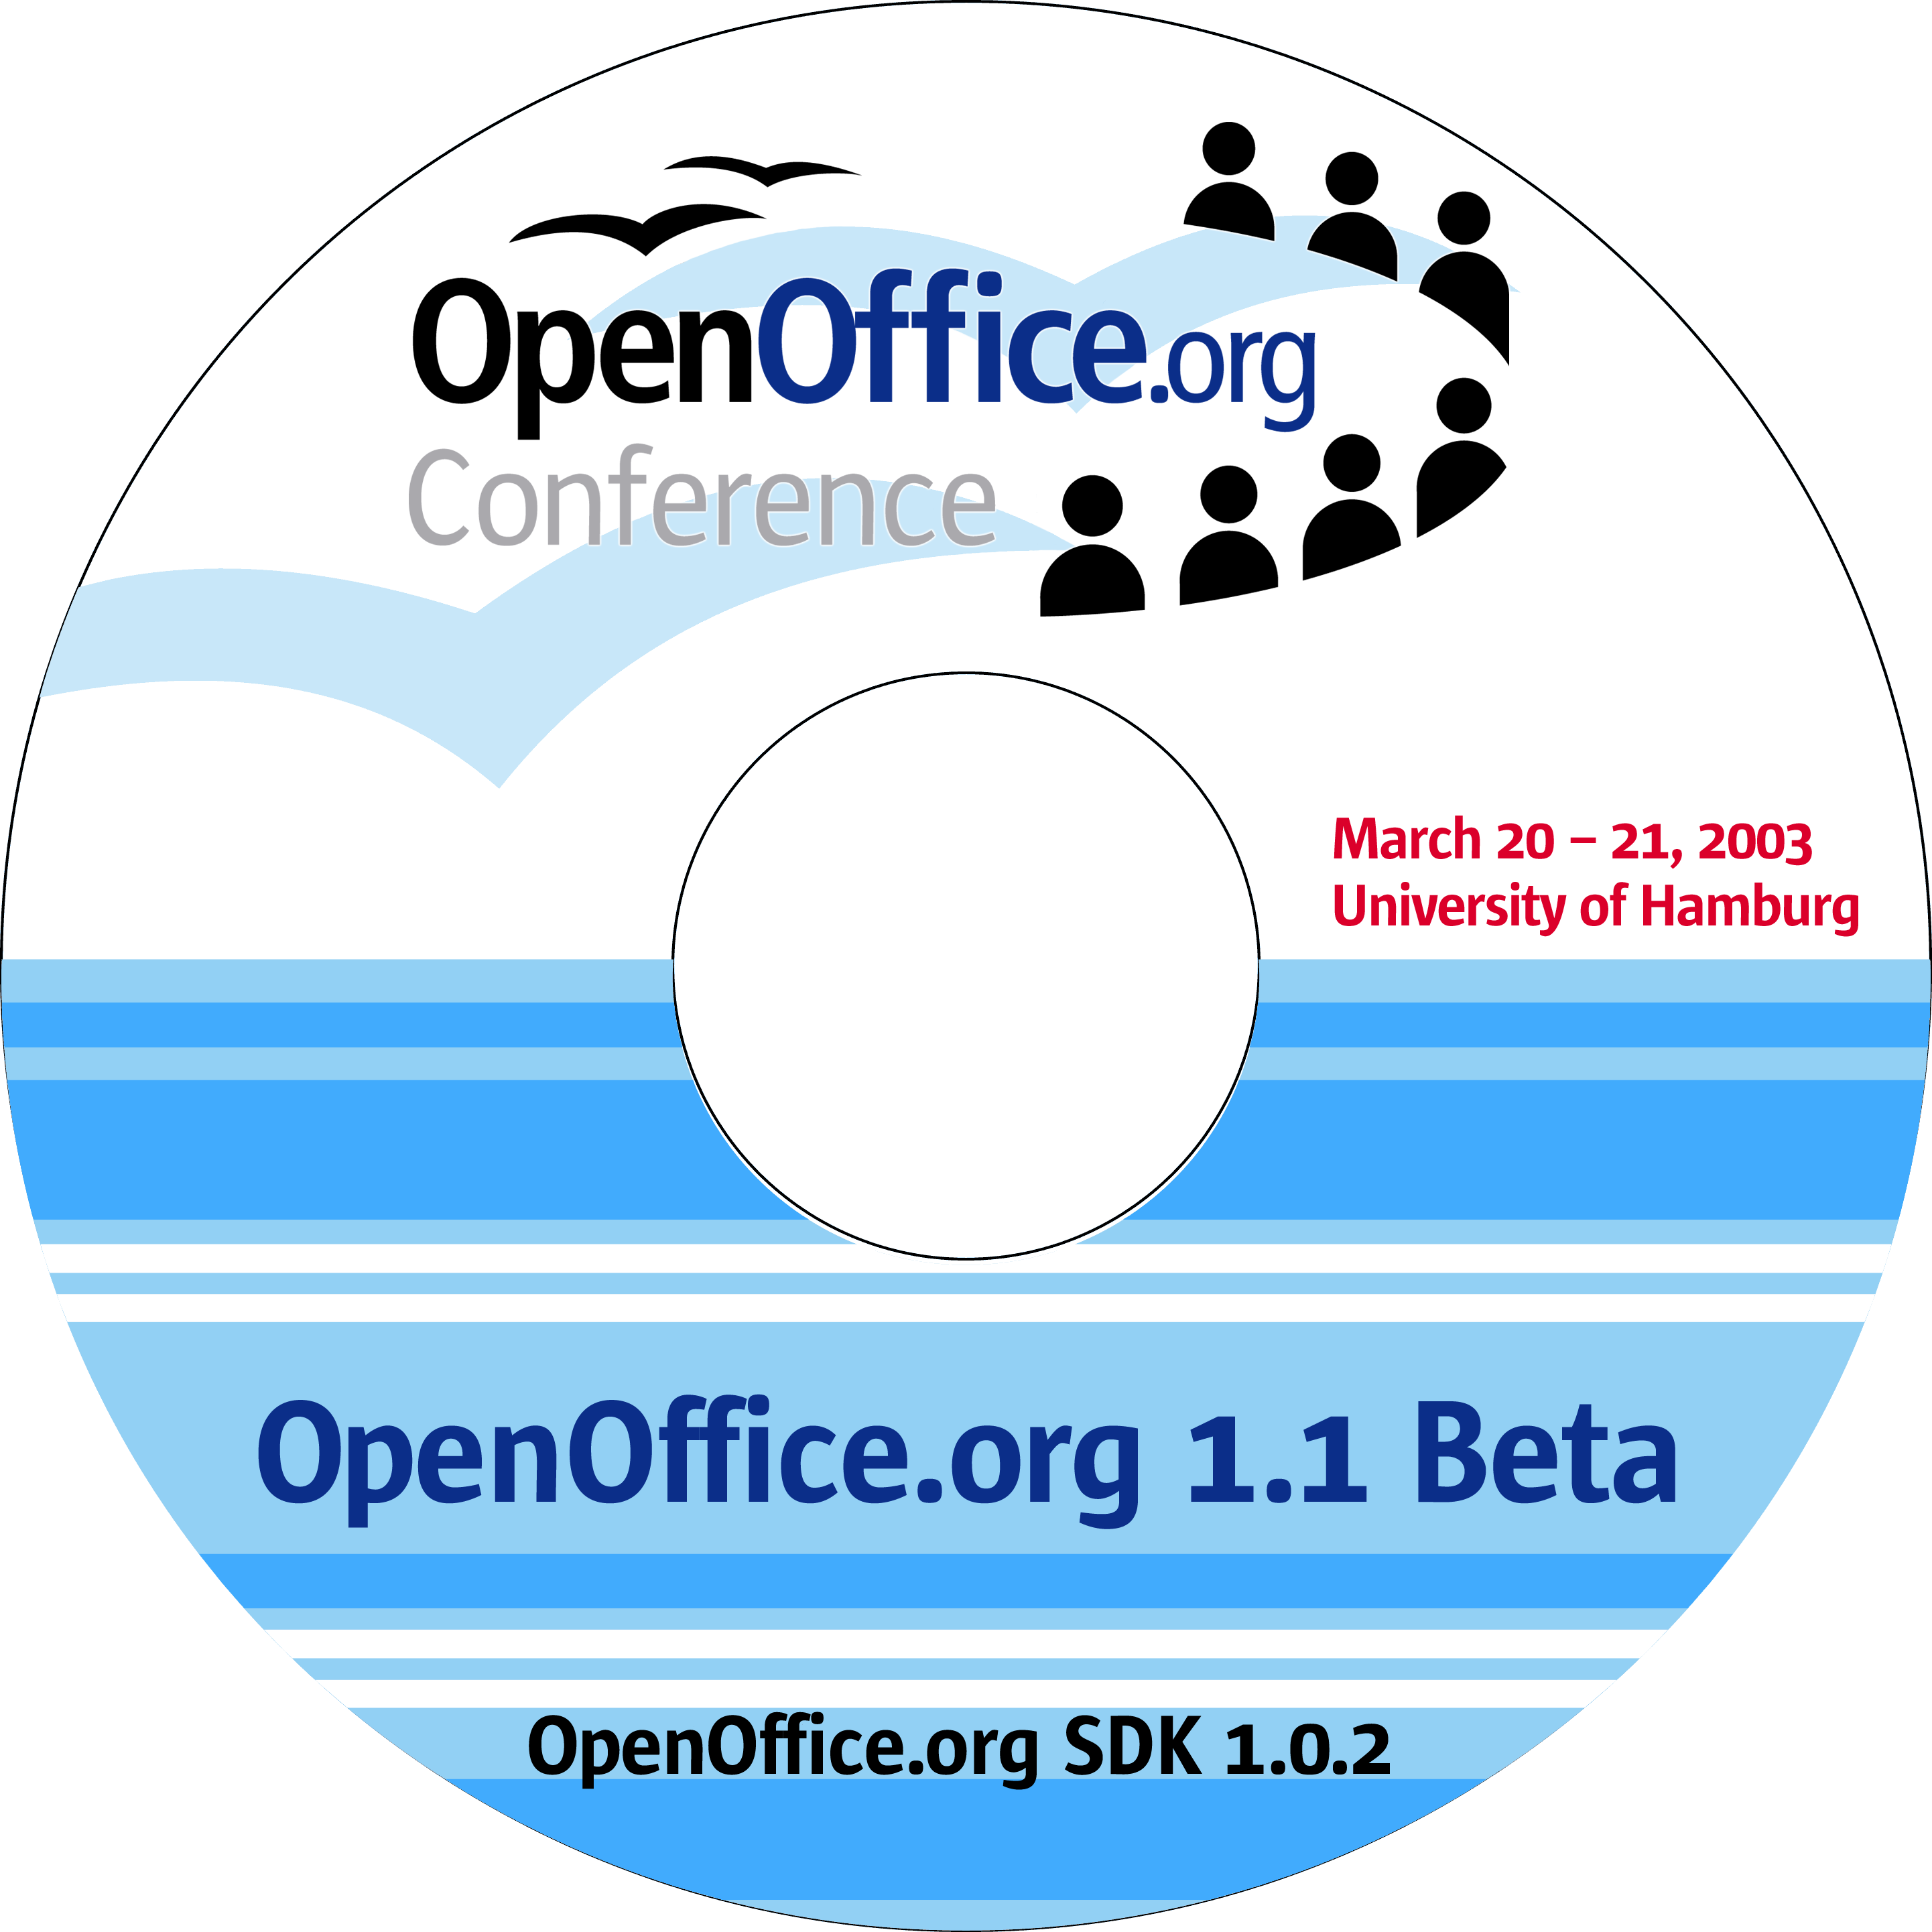 OpenOffice.org
Conference
March 20 – 21, 2003
University of Hamburg
OpenOffice.org 1.1 Beta
OpenOffice.org SDK 1.0.2